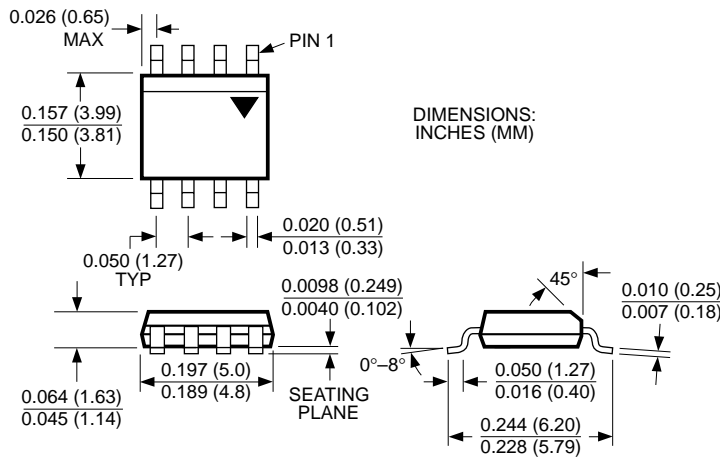 0.026 (0.65)
MAX
PIN 1
0.157 (3.99)
0.150 (3.81)
DIMENSIONS:
INCHES (MM)
0.020 (0.51)
0.013 (0.33)
0.050 (1.27)
TYP
0.0098 (0.249)
0.0040 (0.102)
45°
0.010 (0.25)
0.007 (0.18)
0°–8°
0.064 (1.63)
0.045 (1.14)
0.197 (5.0)
0.189 (4.8)
SEATING
PLANE
0.050 (1.27)
0.016 (0.40)
0.244 (6.20)
0.228 (5.79)